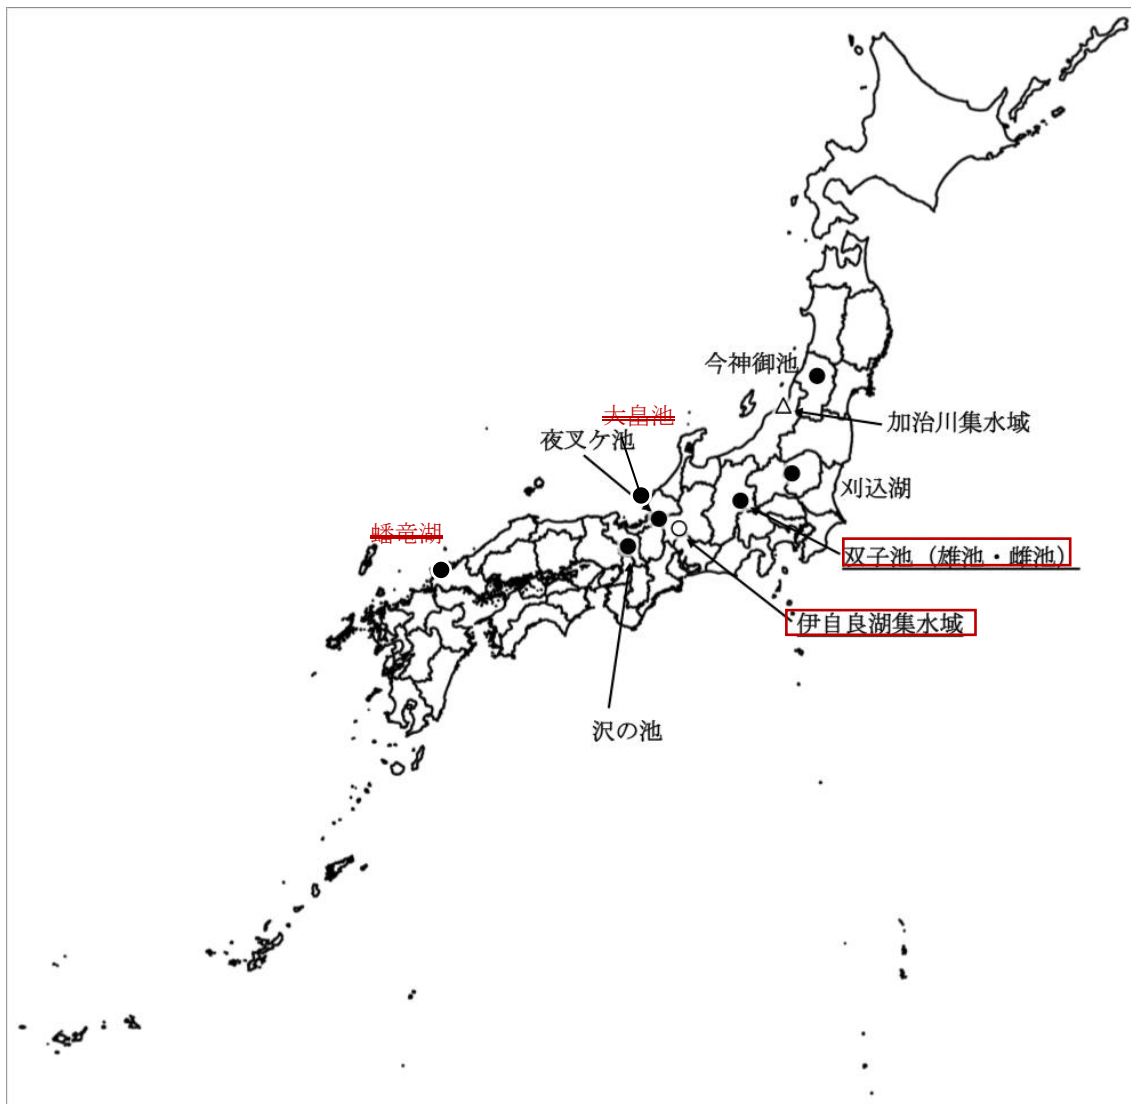 今神御池
大畠池
加治川集水域
夜叉ケ池
刈込湖
蟠竜湖
双子池（雄池・雌池）
伊自良湖集水域
沢の池